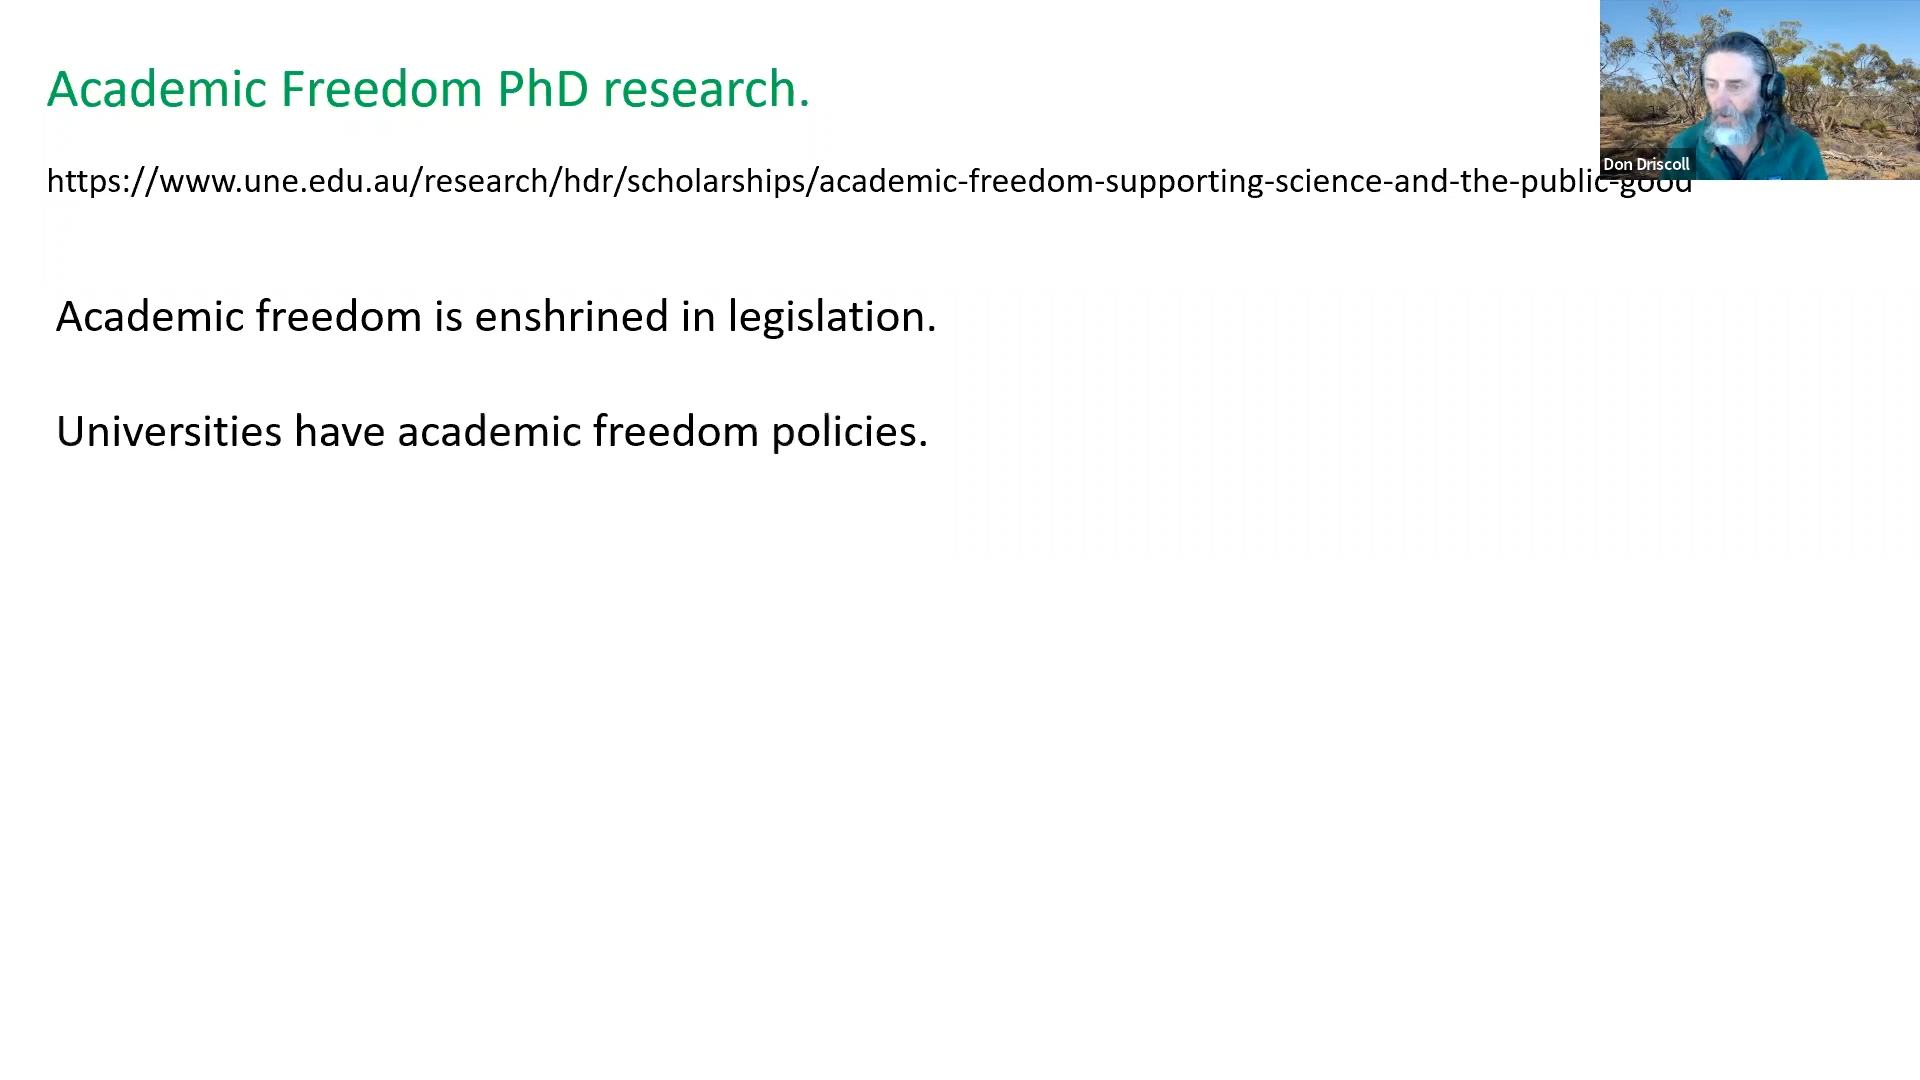 Academic Freedom PhD research.
https://www.une.edu.au/research/hdr/scholarships/academic-freedom-supporting-science-and-the-public-good
Don Driscoll
Academic freedom is enshrined in legislation.
Universities have academic freedom policies.